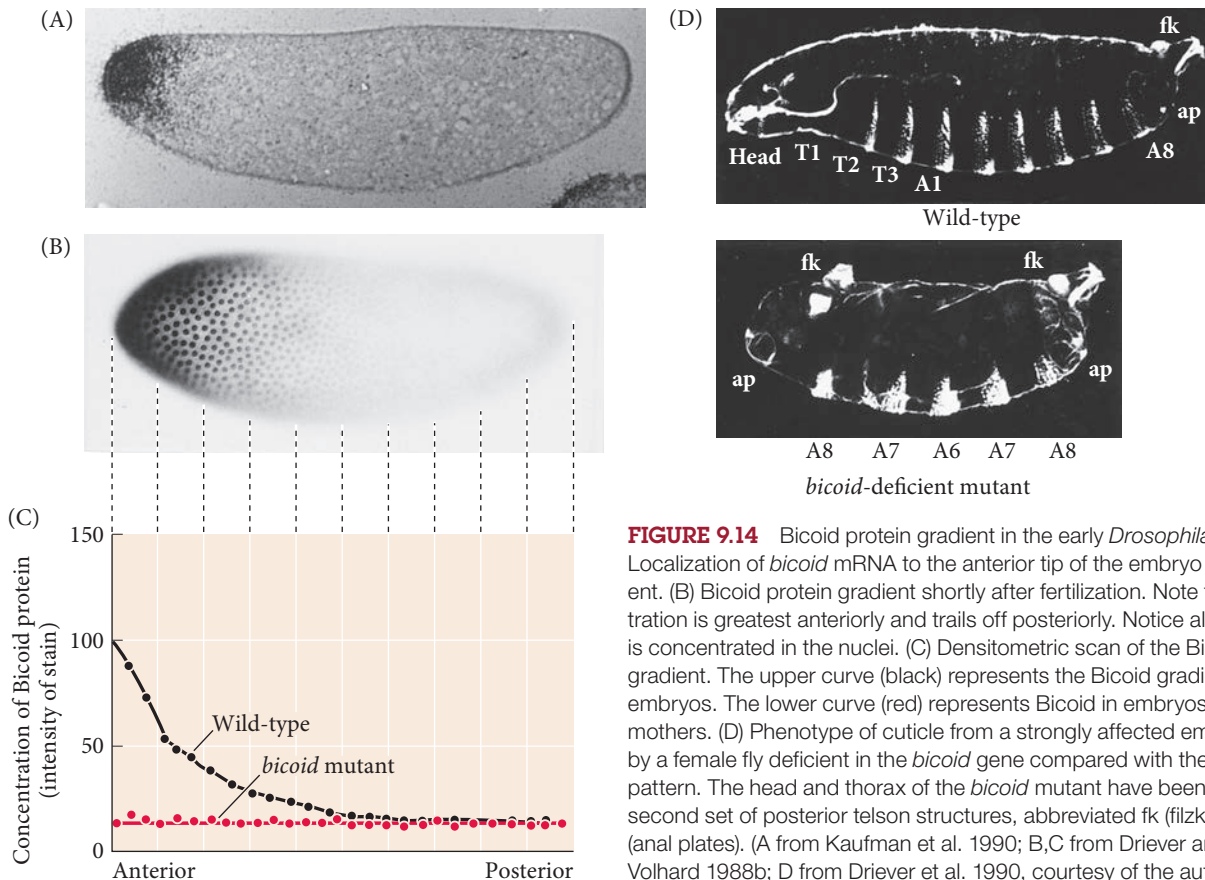 (A)
(B)
(C)
Concentration of Bicoid protein
(intensity of stain)
150
100
50
0
Wild-type
bicoid mutant
Anterior
Posterior
(D)
fk
ap
Head
T1
T2
T3
A1
A8
Wild-type
fk
fk
ap
ap
A8 A7 A6 A7 A8
bicoid-deficient mutant
FIGURE 9.14 Bicoid protein gradient in the early Drosophila
Localization of bicoid mRNA to the anterior tip of the embryo
ent. (B) Bicoid protein gradient shortly after fertilization. Note
tration is greatest anteriorly and trails off posteriorly. Notice al
is concentrated in the nuclei. (C) Densitometric scan of the Bi
gradient. The upper curve (black) represents the Bicoid gradi
embryos. The lower curve (red) represents Bicoid in embryos
mothers. (D) Phenotype of cuticle from a strongly affected em
by a female fly deficient in the bicoid gene compared with the
pattern. The head and thorax of the bicoid mutant have been
second set of posterior telson structures, abbreviated fk (filzk
(anal plates). (A from Kaufman et al. 1990; B,C from Driever a
Volhard 1988b; D from Driever et al. 1990, courtesy of the aut